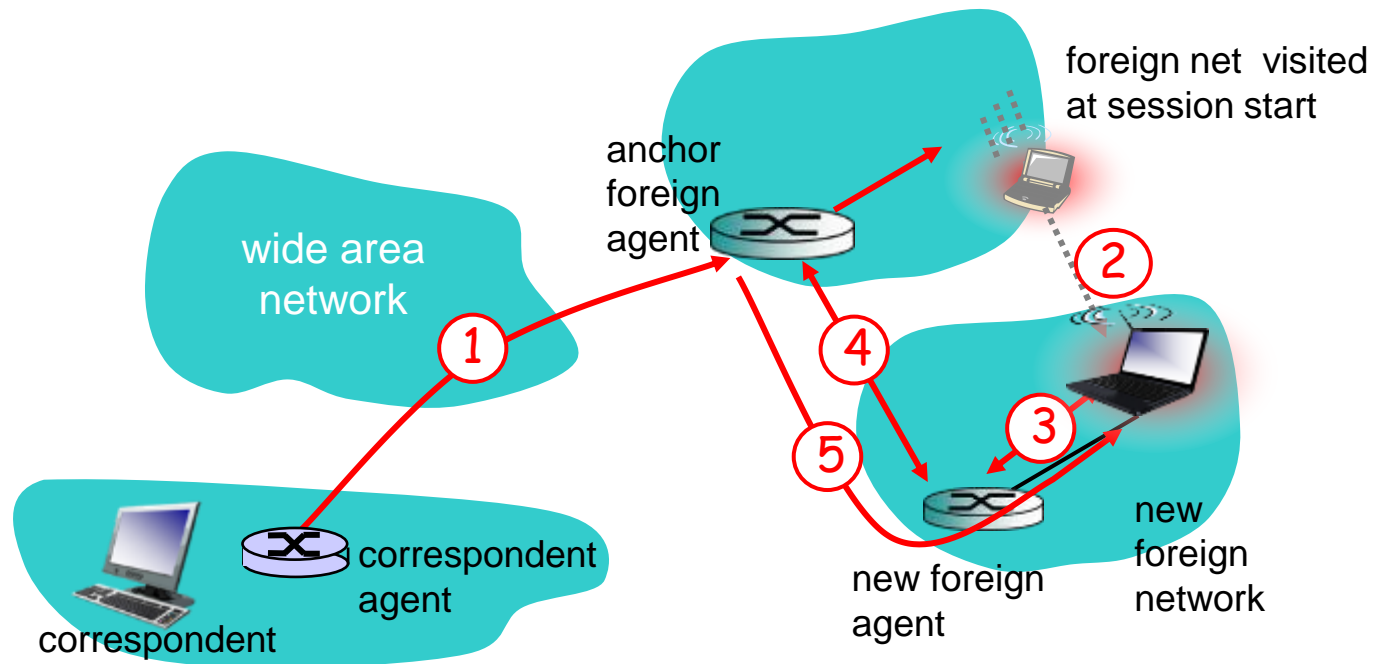 foreign net visited
at session start
anchor
foreign
agent
wide area
network
2
1
4
3
5
correspondent
agent
correspondent
new foreign
agent
new
foreign
network